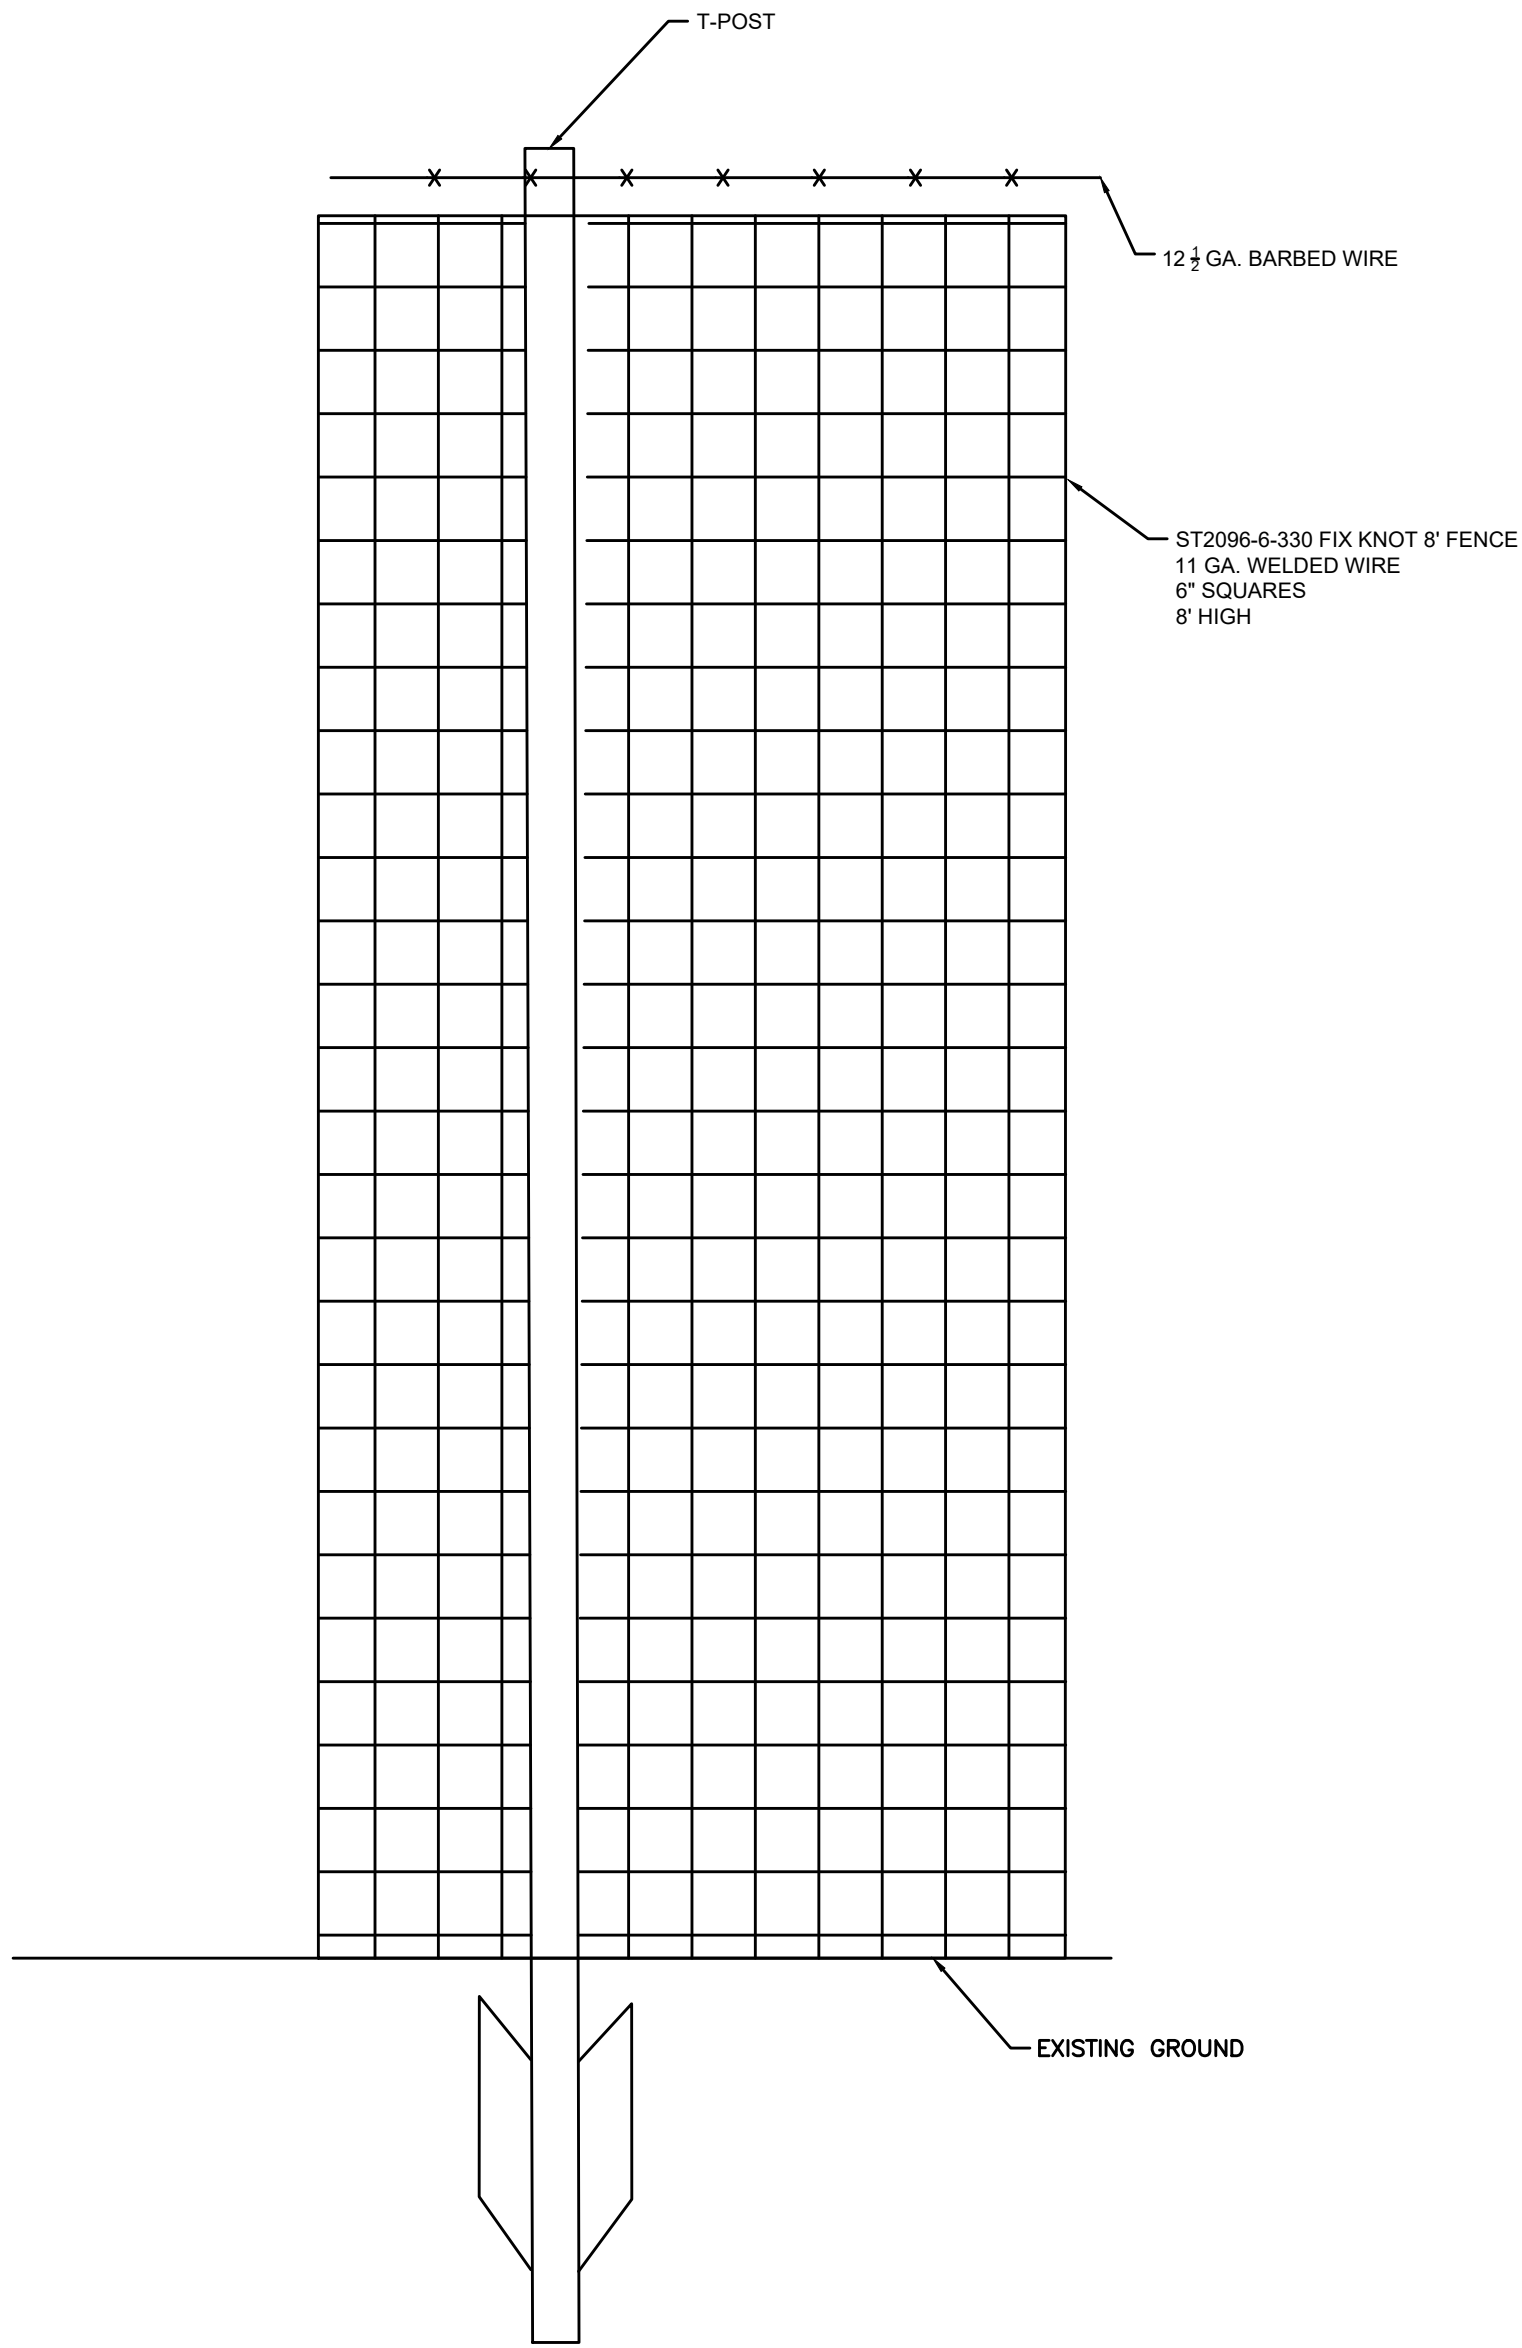 T-POST
12 ½ GA. BARBED WIRE
ST2096-6-330 FIX KNOT 8' FENCE
11 GA. WELDED WIRE
6" SQUARES
8' HIGH
EXISTING GROUND